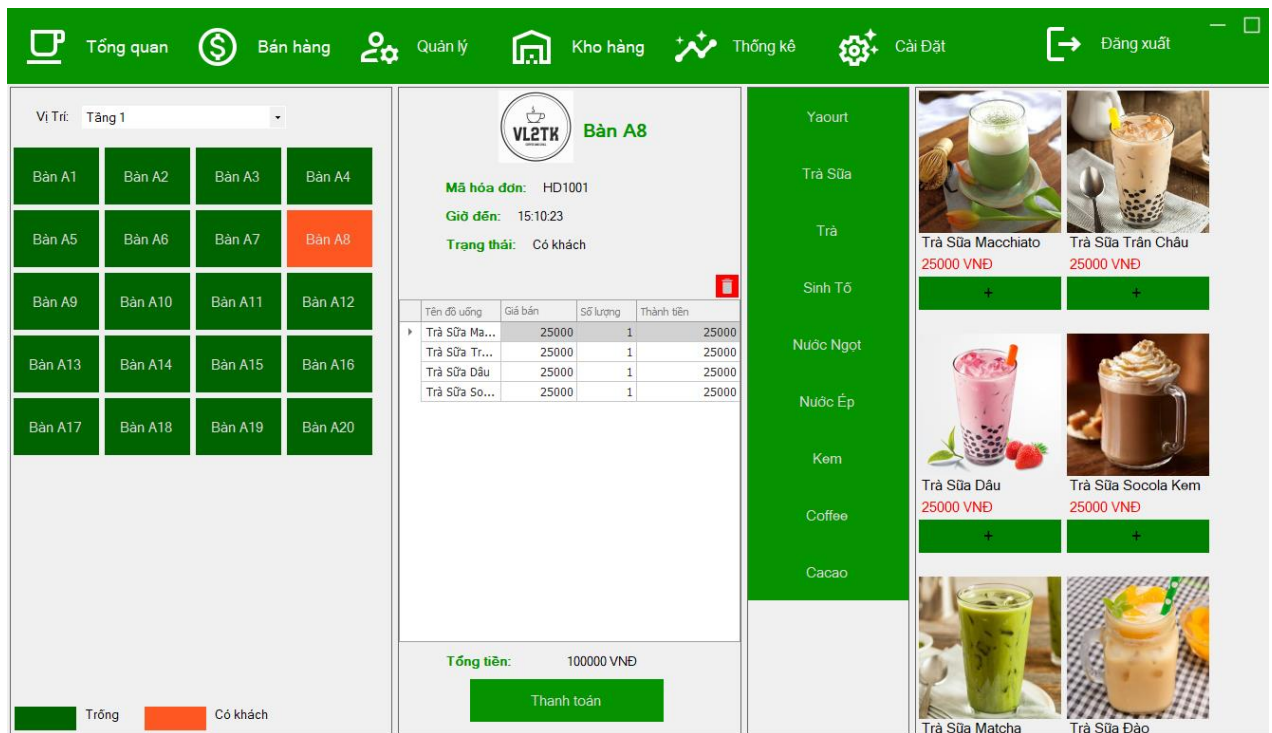 Tổng quan
Bán hàng
Quản lý
Kho hàng
Thống kê
Cài Đặt
Đăng xuất
Vị Trí: Tầng 1
Bàn A1 Bàn A2 Bàn A3 Bàn A4
Bàn A5 Bàn A6 Bàn A7 Bàn A8
Bàn A9 Bàn A10 Bàn A11 Bàn A12
Bàn A13 Bàn A14 Bàn A15 Bàn A16
Bàn A17 Bàn A18 Bàn A19 Bàn A20
Trống Có khách
VL2TK
Bàn A8
Mã hóa đơn: HD1001
Giờ đến: 15:10:23
Trạng thái: Có khách
Tên đồ uống Giá bán Số lượng Thành tiền
Trà Sữa Ma... 25000 1 25000
Trà Sữa Tr... 25000 1 25000
Trà Sữa Dâu 25000 1 25000
Trà Sữa So... 25000 1 25000
Tổng tiền: 100000 VNĐ
Thanh toán
Yaourt
Trà Sữa
Trà
Sinh Tố
Nước Ngọt
Nước Ép
Kem
Coffee
Cacao
Trà Sữa Macchiato Trà Sữa Trân Châu
25000 VNĐ 25000 VNĐ
+ +
Trà Sữa Dâu Trà Sữa Socola Kem
25000 VNĐ 25000 VNĐ
+ +
Trà Sữa Matcha Trà Sữa Đào